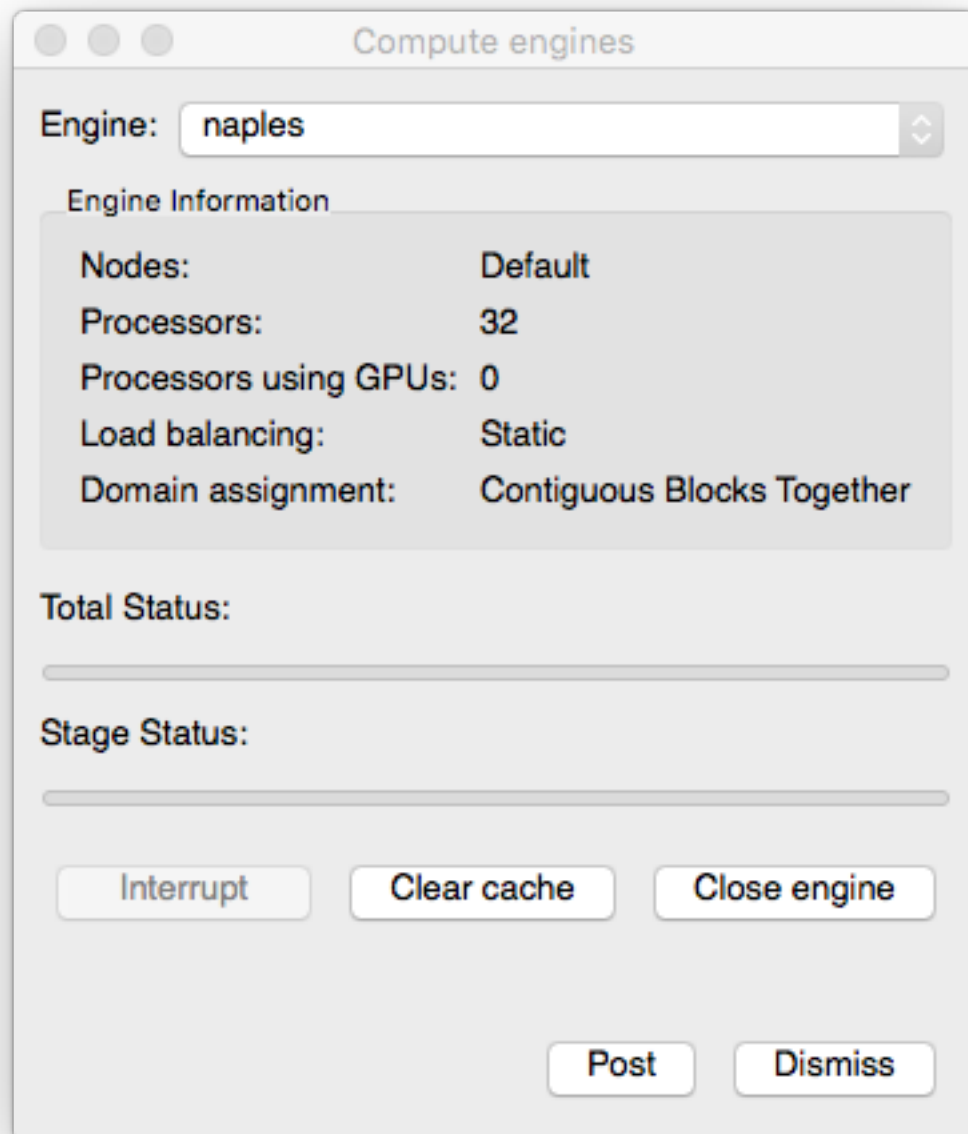 Compute engines
Engine: naples
Engine Information
Nodes: Default
Processors: 32
Processors using GPUs: 0
Load balancing: Static
Domain assignment: Contiguous Blocks Together
Total Status:
Stage Status:
Interrupt Clear cache Close engine
Post Dismiss